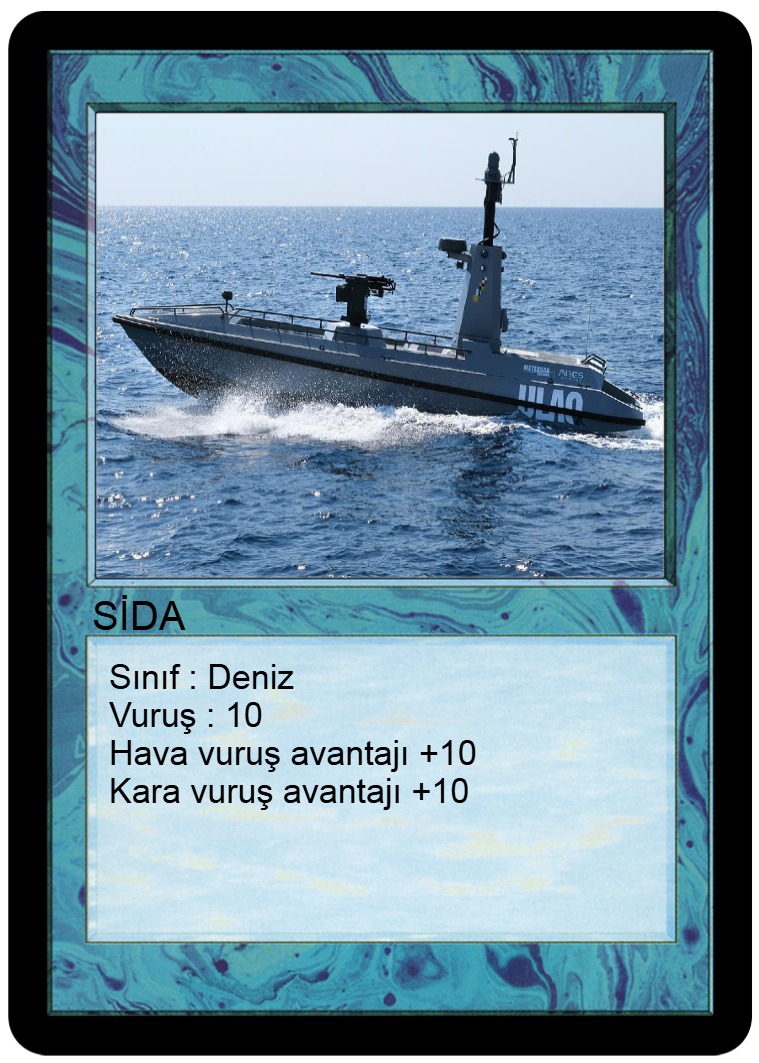 ARES
ULAQ
SİDA
Sınıf : Deniz
Vuruş : 10
Hava vuruş avantajı +10
Kara vuruş avantajı +10